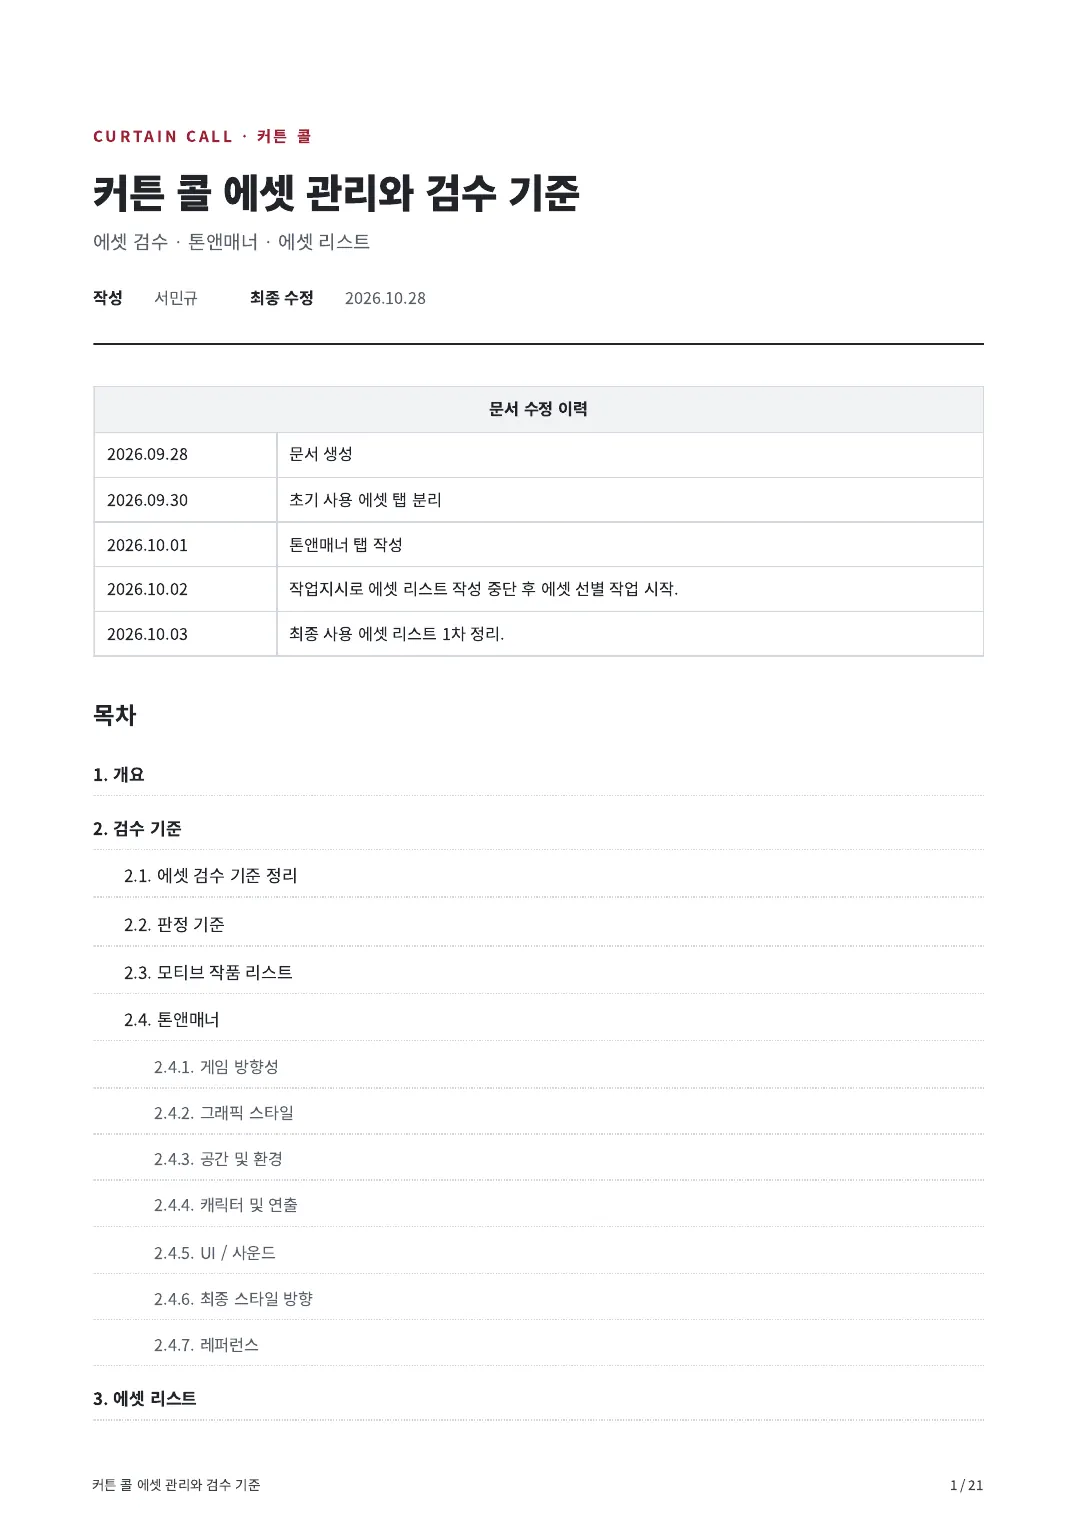 CURTAIN CALL · 커튼 콜
커튼 콜 에셋 관리와 검수 기준
에셋 검수 · 톤앤매너 · 에셋 리스트
작성 서민규 최종 수정 2026.10.28
문서 수정 이력
2026.09.28 문서 생성
2026.09.30 초기 사용 에셋 탭 분리
2026.10.01 톤앤매너 탭 작성
2026.10.02 작업지시로 에셋 리스트 작성 중단 후 에셋 선별 작업 시작.
2026.10.03 최종 사용 에셋 리스트 1차 정리.
목차
1. 개요
2. 검수 기준
2.1. 에셋 검수 기준 정리
2.2. 판정 기준
2.3. 모티브 작품 리스트
2.4. 톤앤매너
2.4.1. 게임 방향성
2.4.2. 그래픽 스타일
2.4.3. 공간 및 환경
2.4.4. 캐릭터 및 연출
2.4.5. UI / 사운드
2.4.6. 최종 스타일 방향
2.4.7. 레퍼런스
3. 에셋 리스트
커튼 콜 에셋 관리와 검수 기준 1 / 21